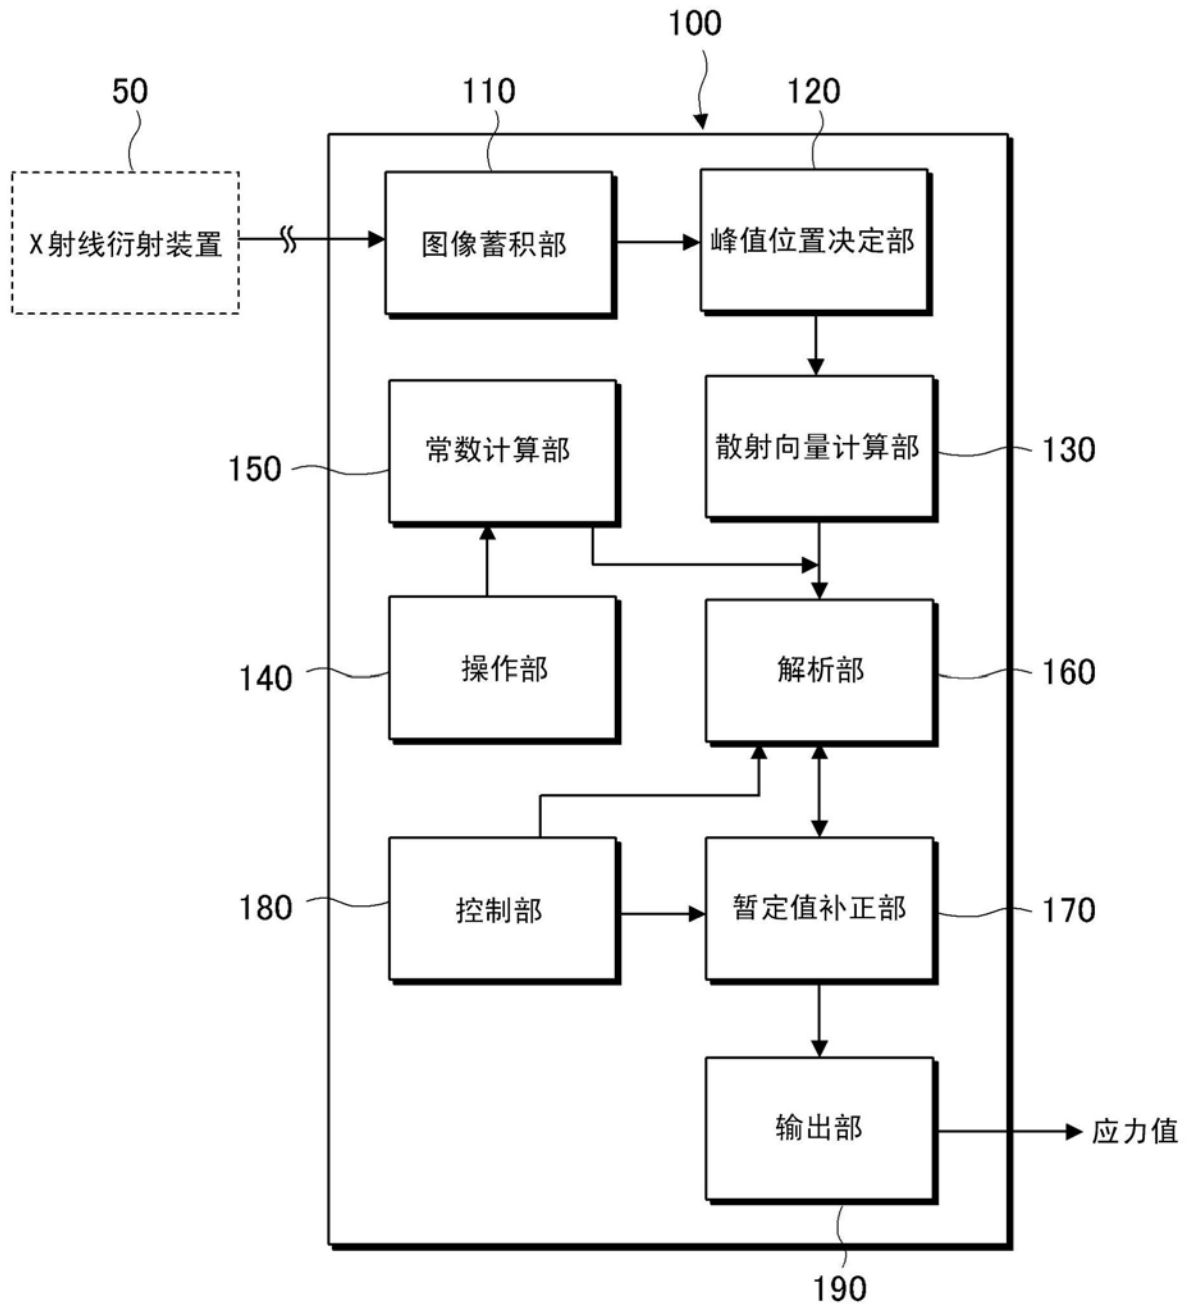 100
50
110
120
X射线衍射装置
图像蓄积部
峰值位置决定部
常数计算部
散射向量计算部
150
130
操作部
解析部
140
160
控制部
暂定值补正部
180
170
输出部
应力值
190